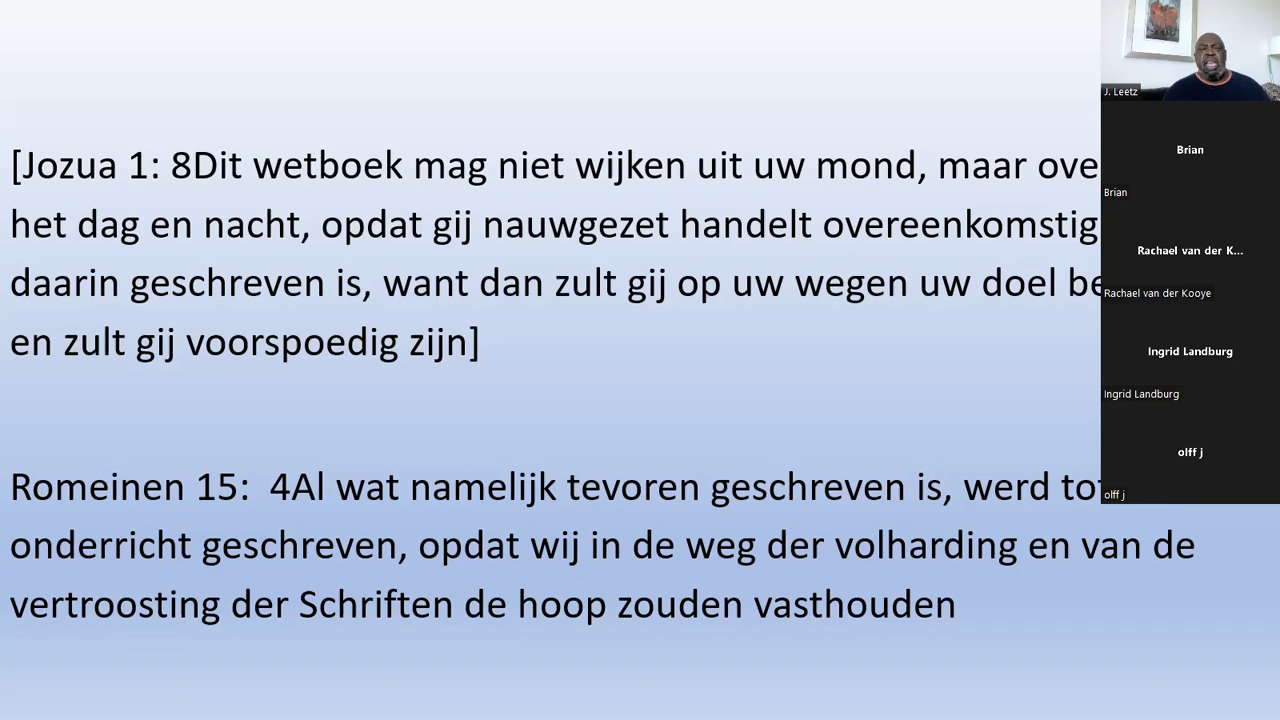 [Jozua 1: 8Dit wetboek mag niet wijken uit uw mond, maar
het dag en nacht, opdat gij nauwgezet handelt overeenkomstig
daarin geschreven is, want dan zult gij op uw wegen uw doel
en zult gij voorspoedig zijn]
Romeinen 15:  4Al wat namelijk tevoren geschreven is, werd
onderricht geschreven, opdat wij in de weg der volharding en van de
vertroosting der Schriften de hoop zouden vasthouden
J. Leetz
Brian
Brian
Rachael van der K...
Rachael van der Kooye
Ingrid Landburg
Ingrid Landburg
olff j
olff j